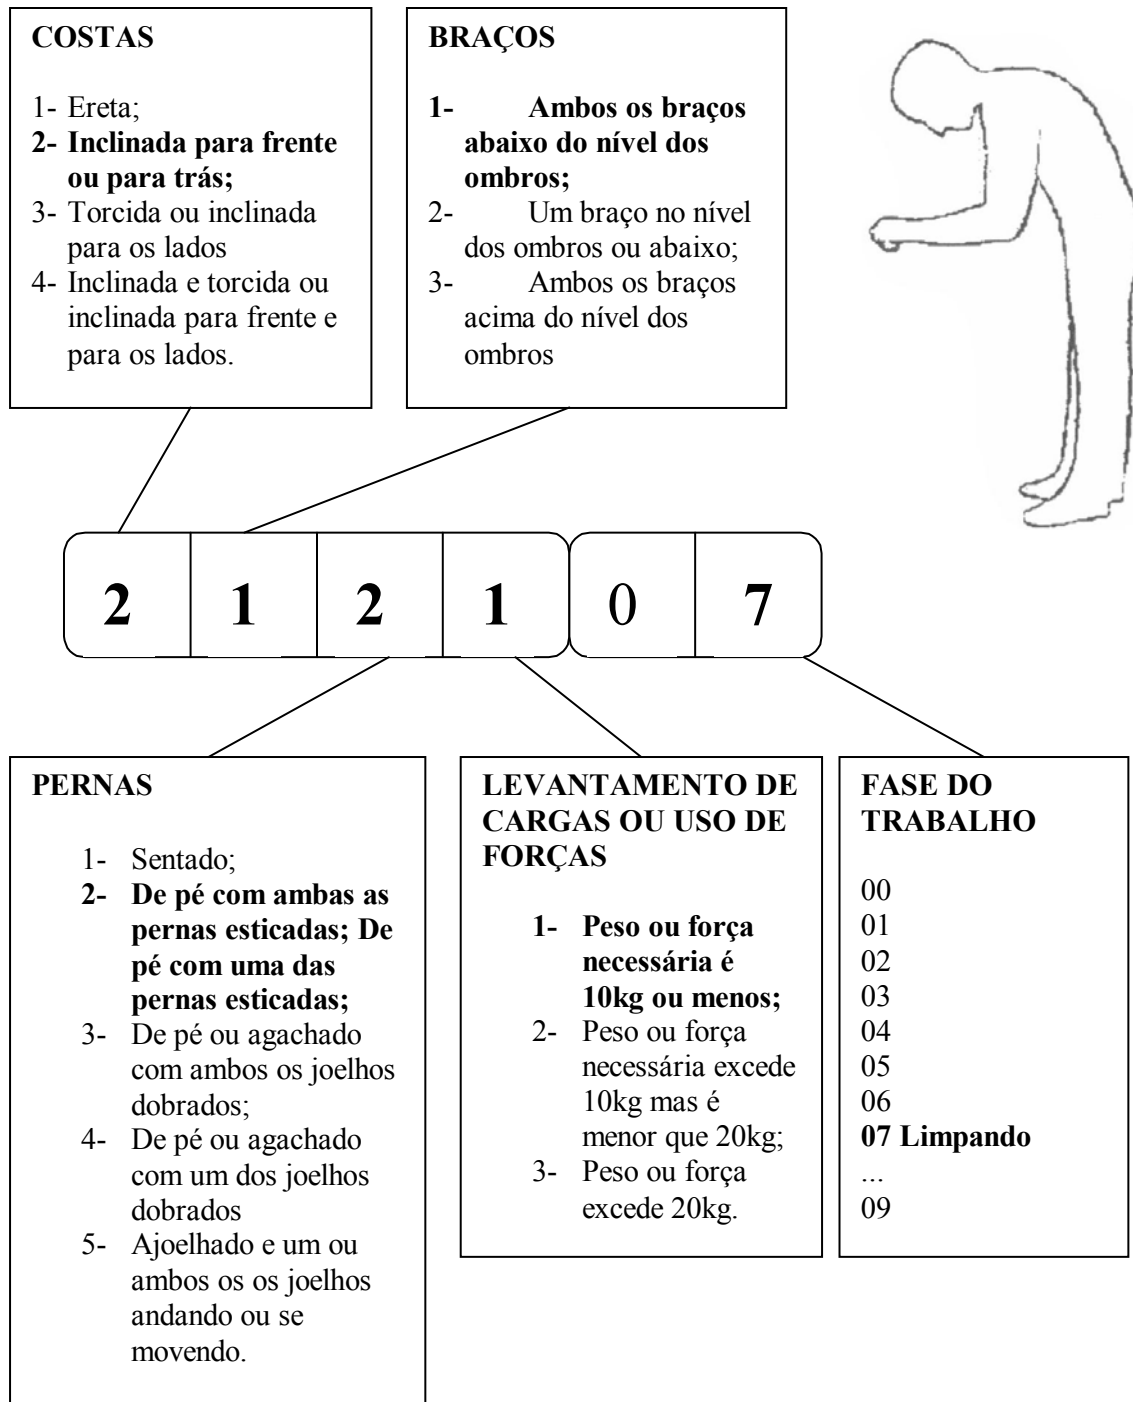 COSTAS
1- Ereta;
2- Inclinada para frente
ou para trás;
3- Torcida ou inclinada
para os lados
4- Inclinada e torcida ou
inclinada para frente e
para os lados.
BRAÇOS
1- Ambos os braços
abaixo do nível dos
ombros;
2- Um braço no nível
dos ombros ou abaixo;
3- Ambos os braços
acima do nível dos
ombros
2 1 2 1 0 7
PERNAS
1- Sentado;
2- De pé com ambas as
pernas esticadas; De
pé com uma das
pernas esticadas;
3- De pé ou agachado
com ambos os joelhos
dobrados;
4- De pé ou agachado
com um dos joelhos
dobrados
5- Ajoelhado e um ou
ambos os os joelhos
andando ou se
movendo.
LEVANTAMENTO DE
CARGAS OU USO DE
FORÇAS
1- Peso ou força
necessária é
10kg ou menos;
2- Peso ou força
necessária excede
10kg mas é
menor que 20kg;
3- Peso ou força
excede 20kg.
FASE DO
TRABALHO
00
01
02
03
04
05
06
07 Limpando
...
09